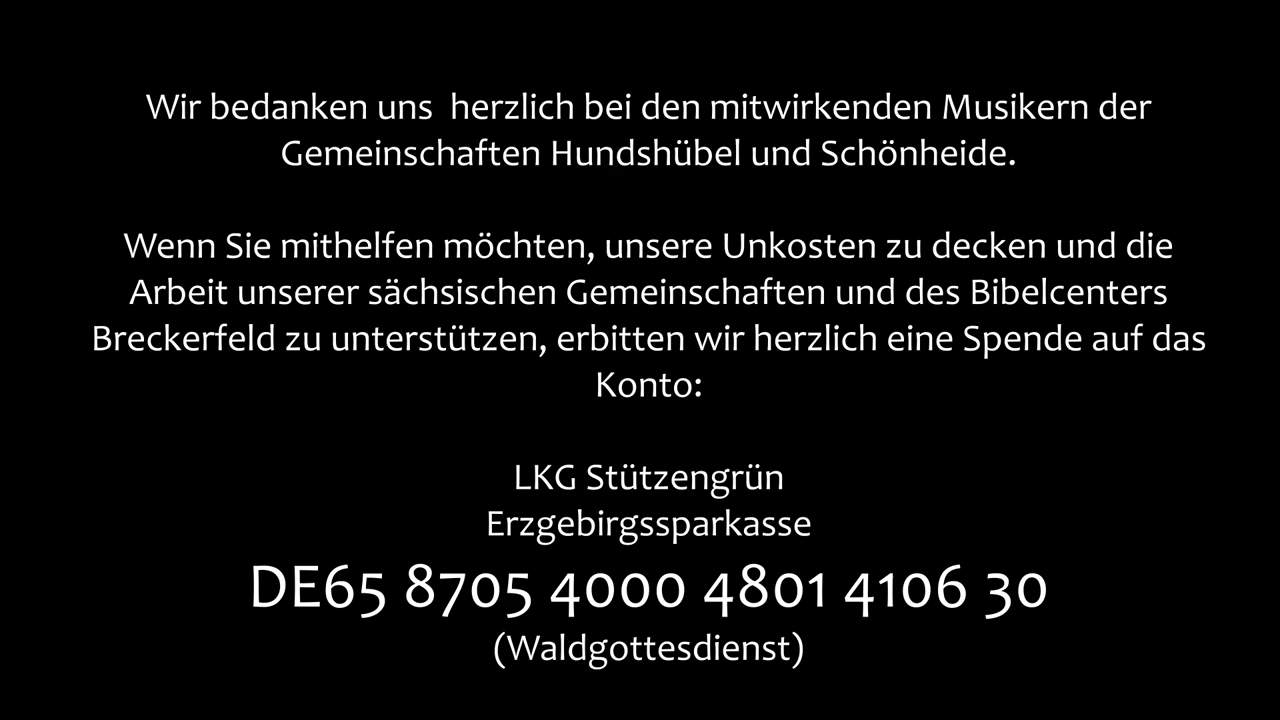 Wir bedanken uns  herzlich bei den mitwirkenden Musikern der
Gemeinschaften Hundshübel und Schönheide.
Wenn Sie mithelfen möchten, unsere Unkosten zu decken und die
Arbeit unserer sächsischen Gemeinschaften und des Bibelcenters
Breckerfeld zu unterstützen, erbitten wir herzlich eine Spende auf das
Konto:
LKG Stützengrün
Erzgebirgssparkasse
DE65 8705 4000 4801 4106 30
(Waldgottesdienst)